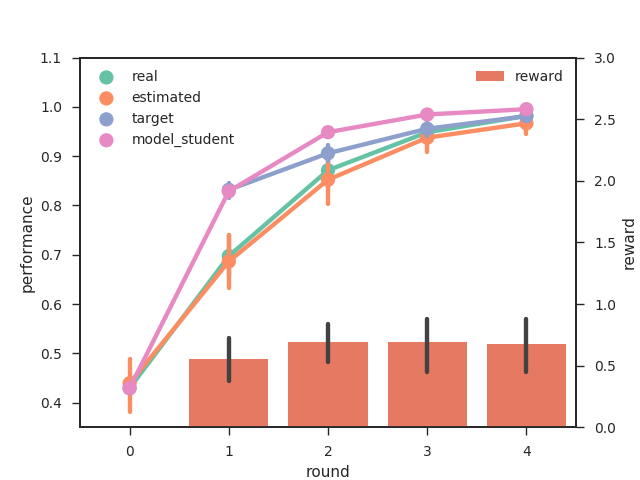 1.1
1.0
0.9
0.8
0.7
0.6
0.5
0.4
performance
real
estimated
target
model_student
reward
3.0
2.5
2.0
1.5
1.0
0.5
0.0
reward
0 1 2 3 4
round